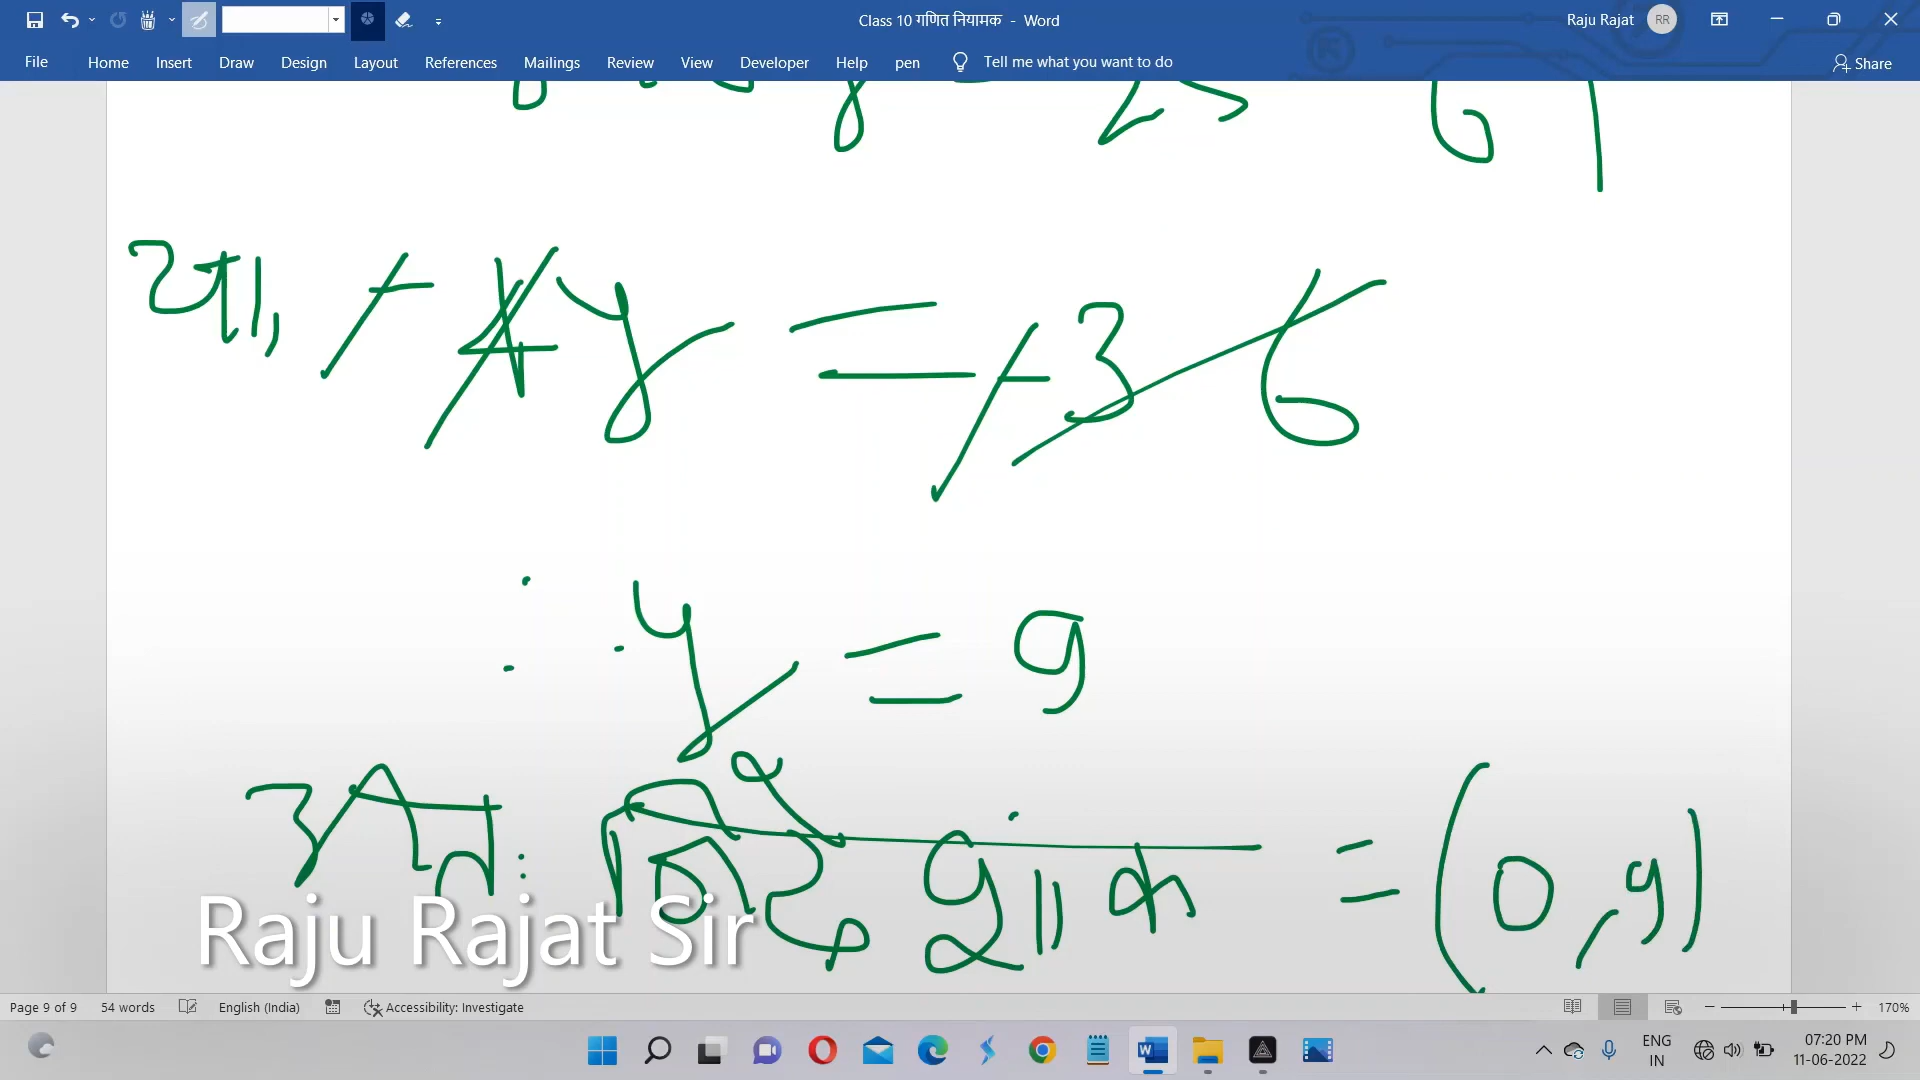 Class 10 गणित नियामक - Word
Raju Rajat RR
File Home Insert Draw Design Layout References Mailings Review View Developer Help pen Tell me what you want to do Share
या, - 4y = - 36
∴ y = 9
अतः = (0, 9)
Raju Rajat Sir
Page 9 of 9 54 words English (India) Accessibility: Investigate 170%
ENG
IN
07:20 PM
11-06-2022